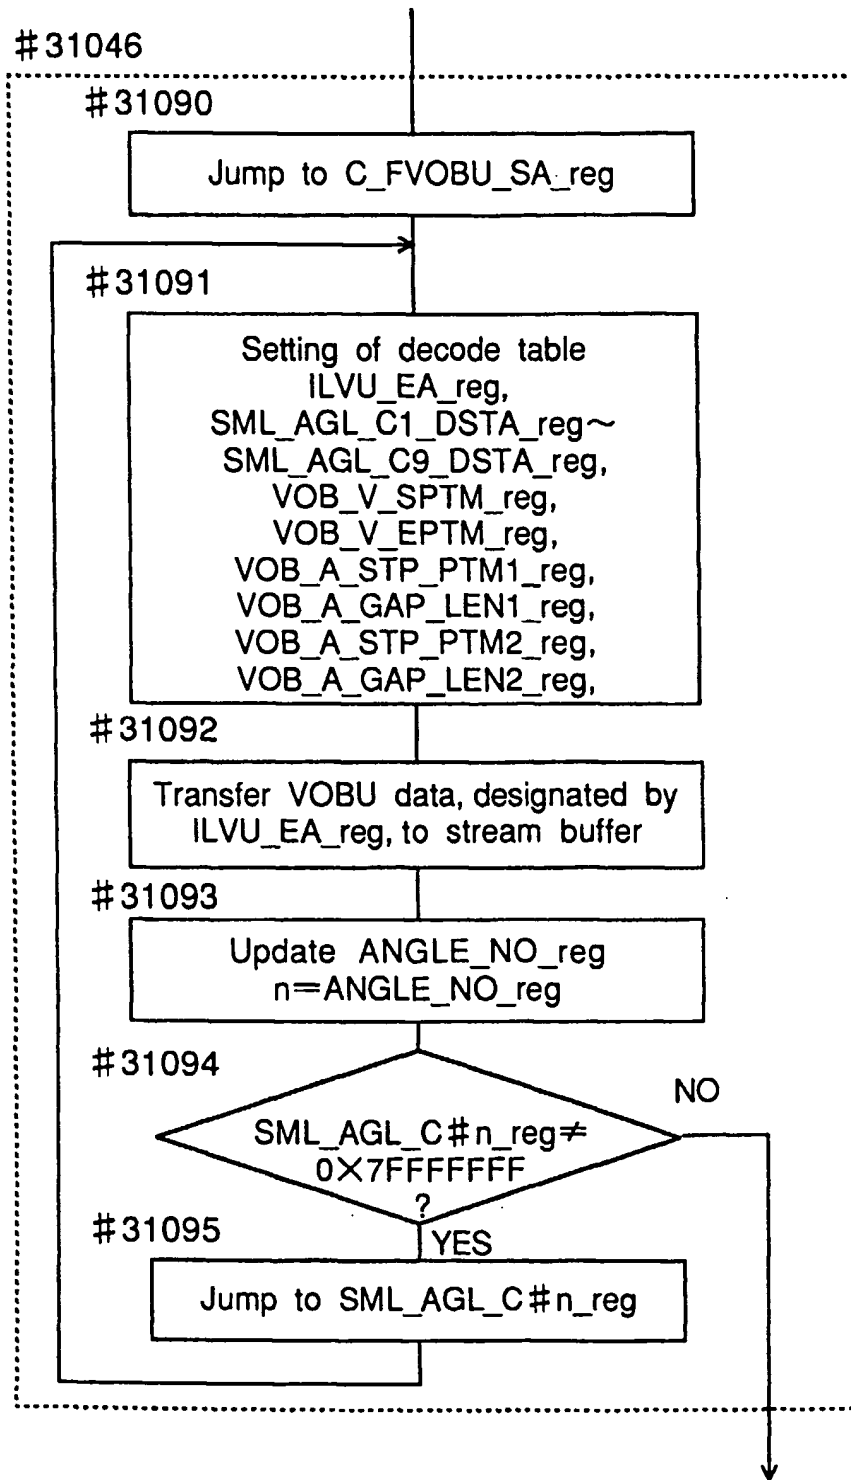 #31046
#31090
Jump to C_FVOBU_SA_reg
#31091
Setting of decode table
ILVU_EA_reg,
SML_AGL_C1_DSTA_reg~
SML_AGL_C9_DSTA_reg,
VOB_V_SPTM_reg,
VOB_V_EPTM_reg,
VOB_A_STP_PTM1_reg,
VOB_A_GAP_LEN1_reg,
VOB_A_STP_PTM2_reg,
VOB_A_GAP_LEN2_reg,
#31092
Transfer VOBU data, designated by
ILVU_EA_reg, to stream buffer
#31093
Update ANGLE_NO_reg
n=ANGLE_NO_reg
#31094
NO
SML_AGL_C#n_reg≠
0X7FFFFFFF
?
#31095
YES
Jump to SML_AGL_C#n_reg